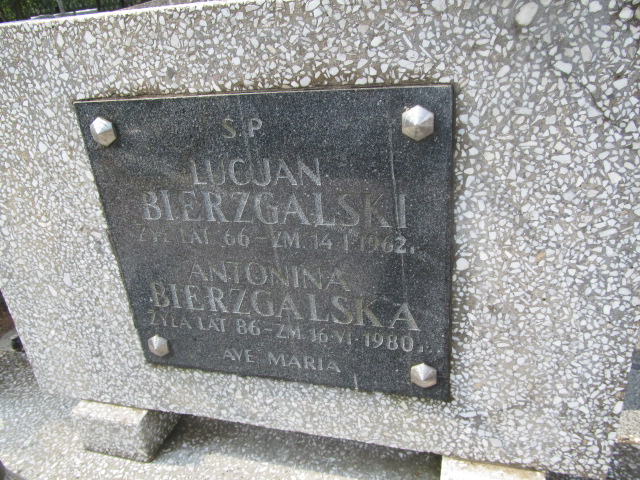 Ś.P
LUCJAN
BIERZGALSKI
ŻYŁ LAT 66 - ZM. 14 I 1962 r.
ANTONINA
BIERZGALSKA
ŻYŁA LAT 86 - ZM. 16 VI 1980 r.
AVE MARIA